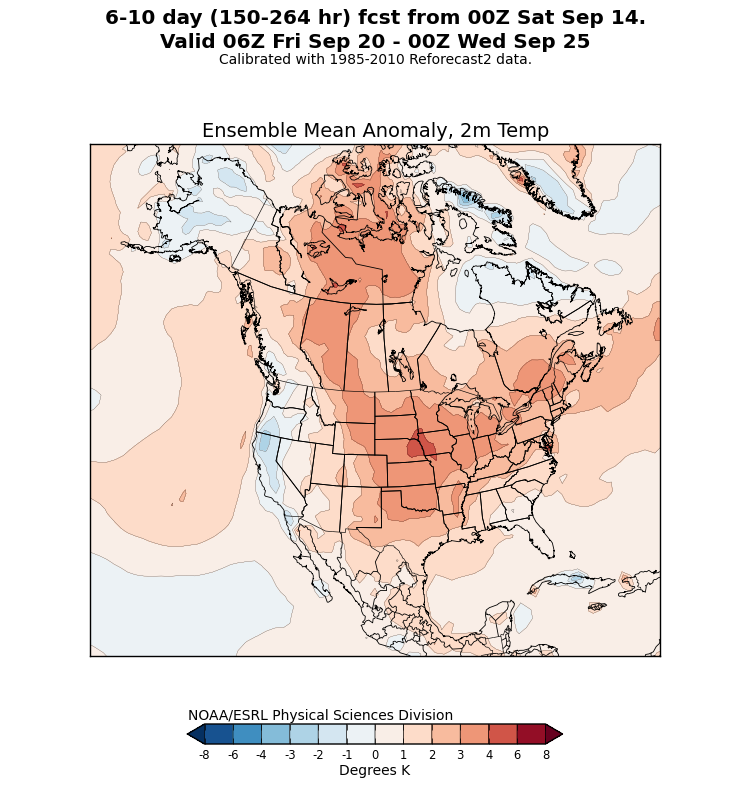 6-10 day (150-264 hr) fcst from 00Z Sat Sep 14.
Valid 06Z Fri Sep 20 - 00Z Wed Sep 25
Calibrated with 1985-2010 Reforecast2 data.
Ensemble Mean Anomaly, 2m Temp
NOAA/ESRL Physical Sciences Division
-8 -6 -4 -3 -2 -1 0 1 2 3 4 6 8
Degrees K